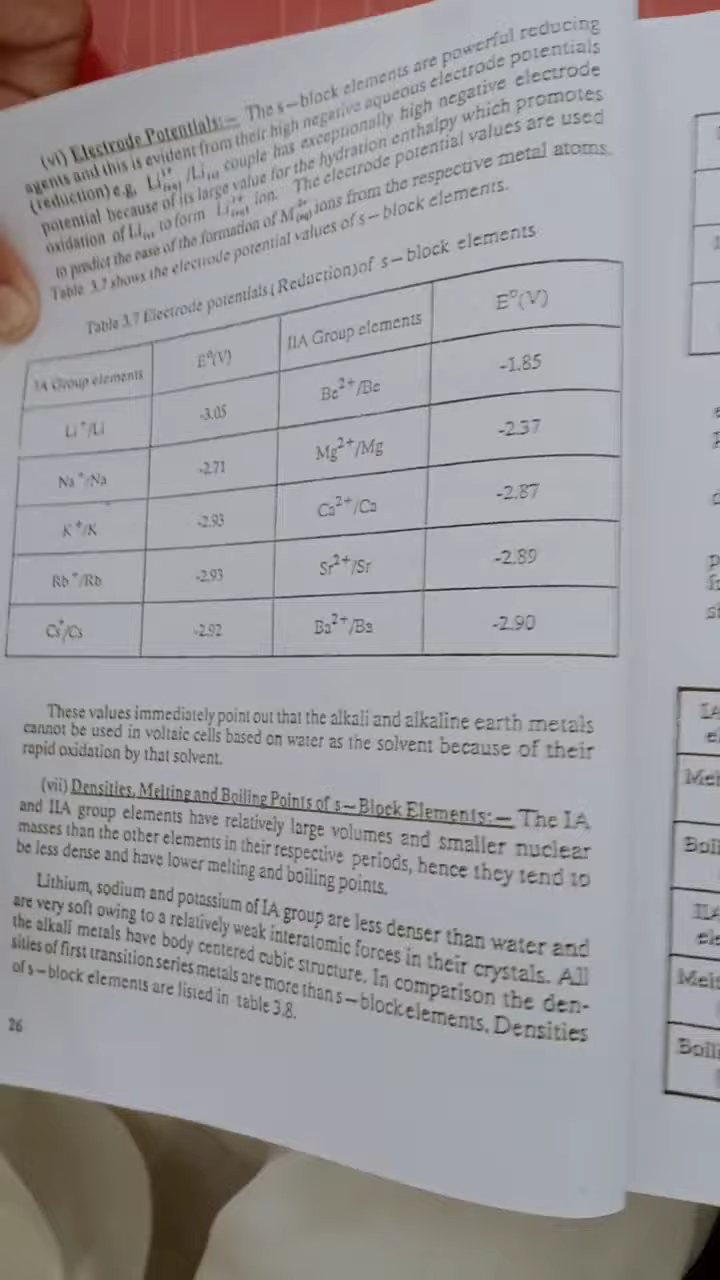 (vi) Electrode Potentials:— The s—block elements are powerful reducing
agents and this is evident from their high negative aqueous electrode potentials
(reduction) e.g. Li¹⁺(aq) /Li(s) couple has exceptionally high negative electrode
potential because of its large value for the hydration enthalpy which promotes
oxidation of Li(s) to form Li¹⁺(aq) ion. The electrode potential values are used
to predict the ease of the formation of M(aq) ions from the respective metal atoms.
Table 3.7 shows the electrode potential values of s—block elements.
Table 3.7 Electrode potentials (Reduction) of s—block elements
IA Group elements E⁰(V) IIA Group elements E⁰(V)
Li⁺/Li -3.05 Be²⁺/Be -1.85
Na⁺/Na -2.71 Mg²⁺/Mg -2.37
K⁺/K -2.93 Ca²⁺/Ca -2.87
Rb⁺/Rb -2.93 Sr²⁺/Sr -2.89
Cs⁺/Cs -2.92 Ba²⁺/Ba -2.90
These values immediately point out that the alkali and alkaline earth metals
cannot be used in voltaic cells based on water as the solvent because of their
rapid oxidation by that solvent.
(vii) Densities, Melting and Boiling Points of s—Block Elements:— The IA
and IIA group elements have relatively large volumes and smaller nuclear
masses than the other elements in their respective periods, hence they tend to
be less dense and have lower melting and boiling points.
Lithium, sodium and potassium of IA group are less denser than water and
are very soft owing to a relatively weak interatomic forces in their crystals. All
the alkali metals have body centered cubic structure. In comparison the den-
sities of first transition series metals are more than s—block elements. Densities
of s—block elements are listed in table 3.8.
26
IA
Boil